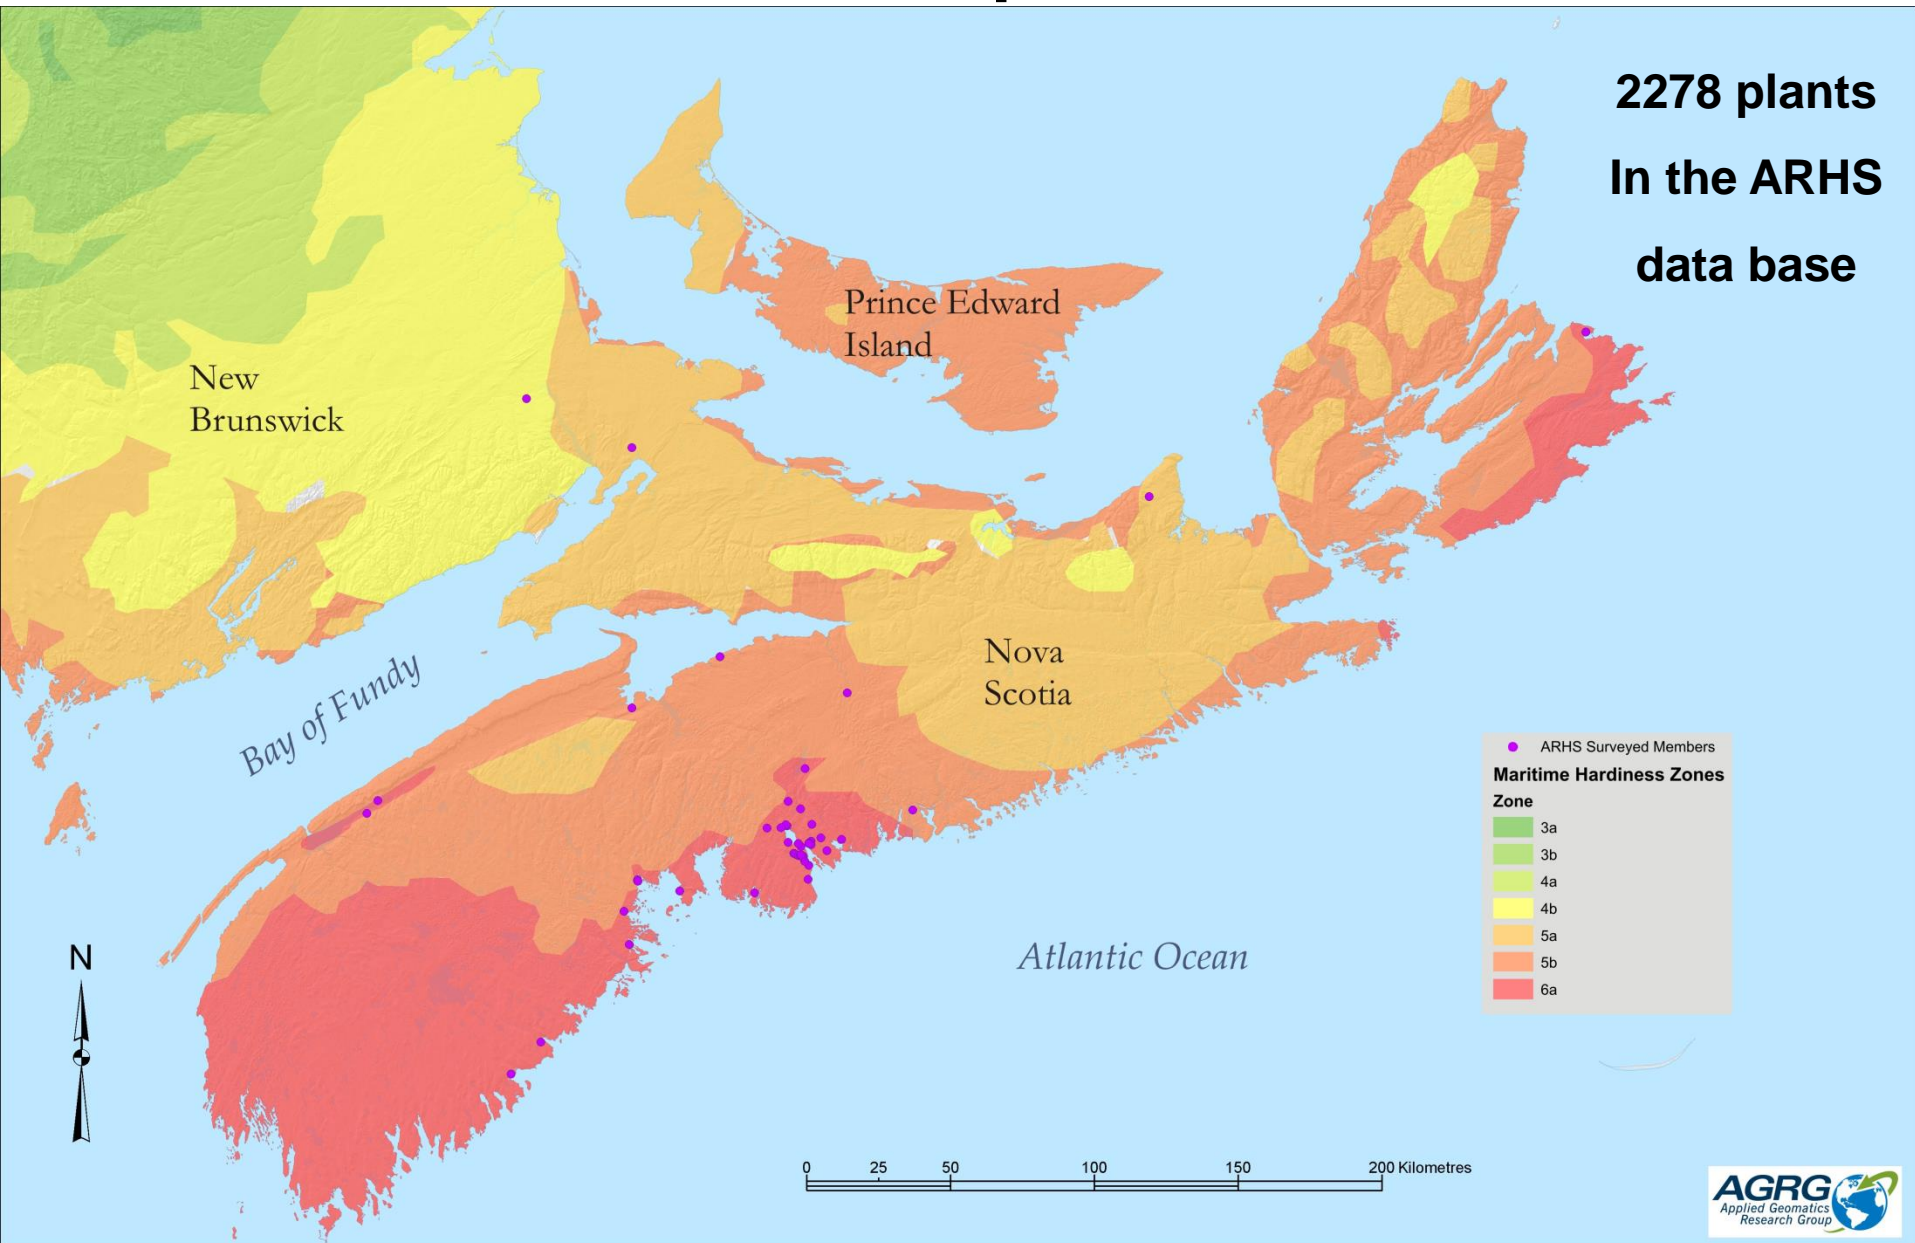 2278 plants
In the ARHS
data base
Prince Edward
Island
New
Brunswick
Nova
Scotia
Bay of Fundy
Atlantic Ocean
ARHS Surveyed Members
Maritime Hardiness Zones
Zone
3a
3b
4a
4b
5a
5b
6a
N
0 25 50 100 150 200 Kilometres
AGRG
Applied Geomatics
Research Group